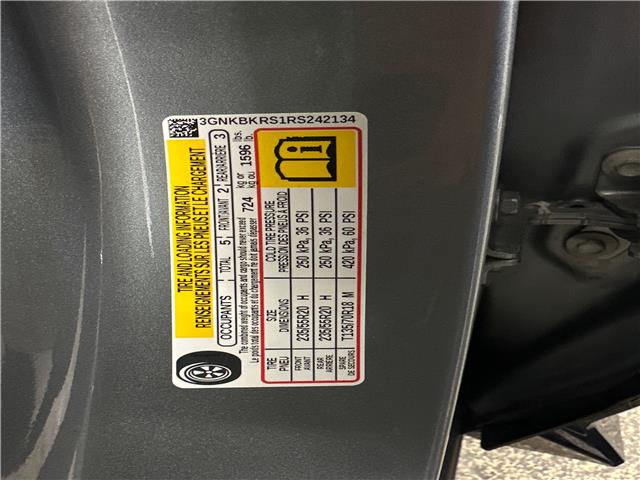 3GNKBKRS1RS242134
TIRE AND LOADING INFORMATION
RENSEIGNEMENTS SUR LES PNEUS ET LE CHARGEMENT
OCCUPANTS TOTAL 5 FRONT/AVANT 2 REAR/ARRIÈRE 3
The combined weight of occupants and cargo should never exceed 724 kg or 1596 lbs.
Le poids total des occupants et du chargement ne doit jamais dépasser kg ou lb.
TIRE SIZE COLD TIRE PRESSURE
PNEU DIMENSIONS PRESSION DES PNEUS À FROID
FRONT 235/55R20 H 250 kPa, 36 PSI
AVANT
REAR 235/55R20 H 250 kPa, 36 PSI
ARRIÈRE
SPARE T135/70R18 M 420 kPa, 60 PSI
DE SECOURS